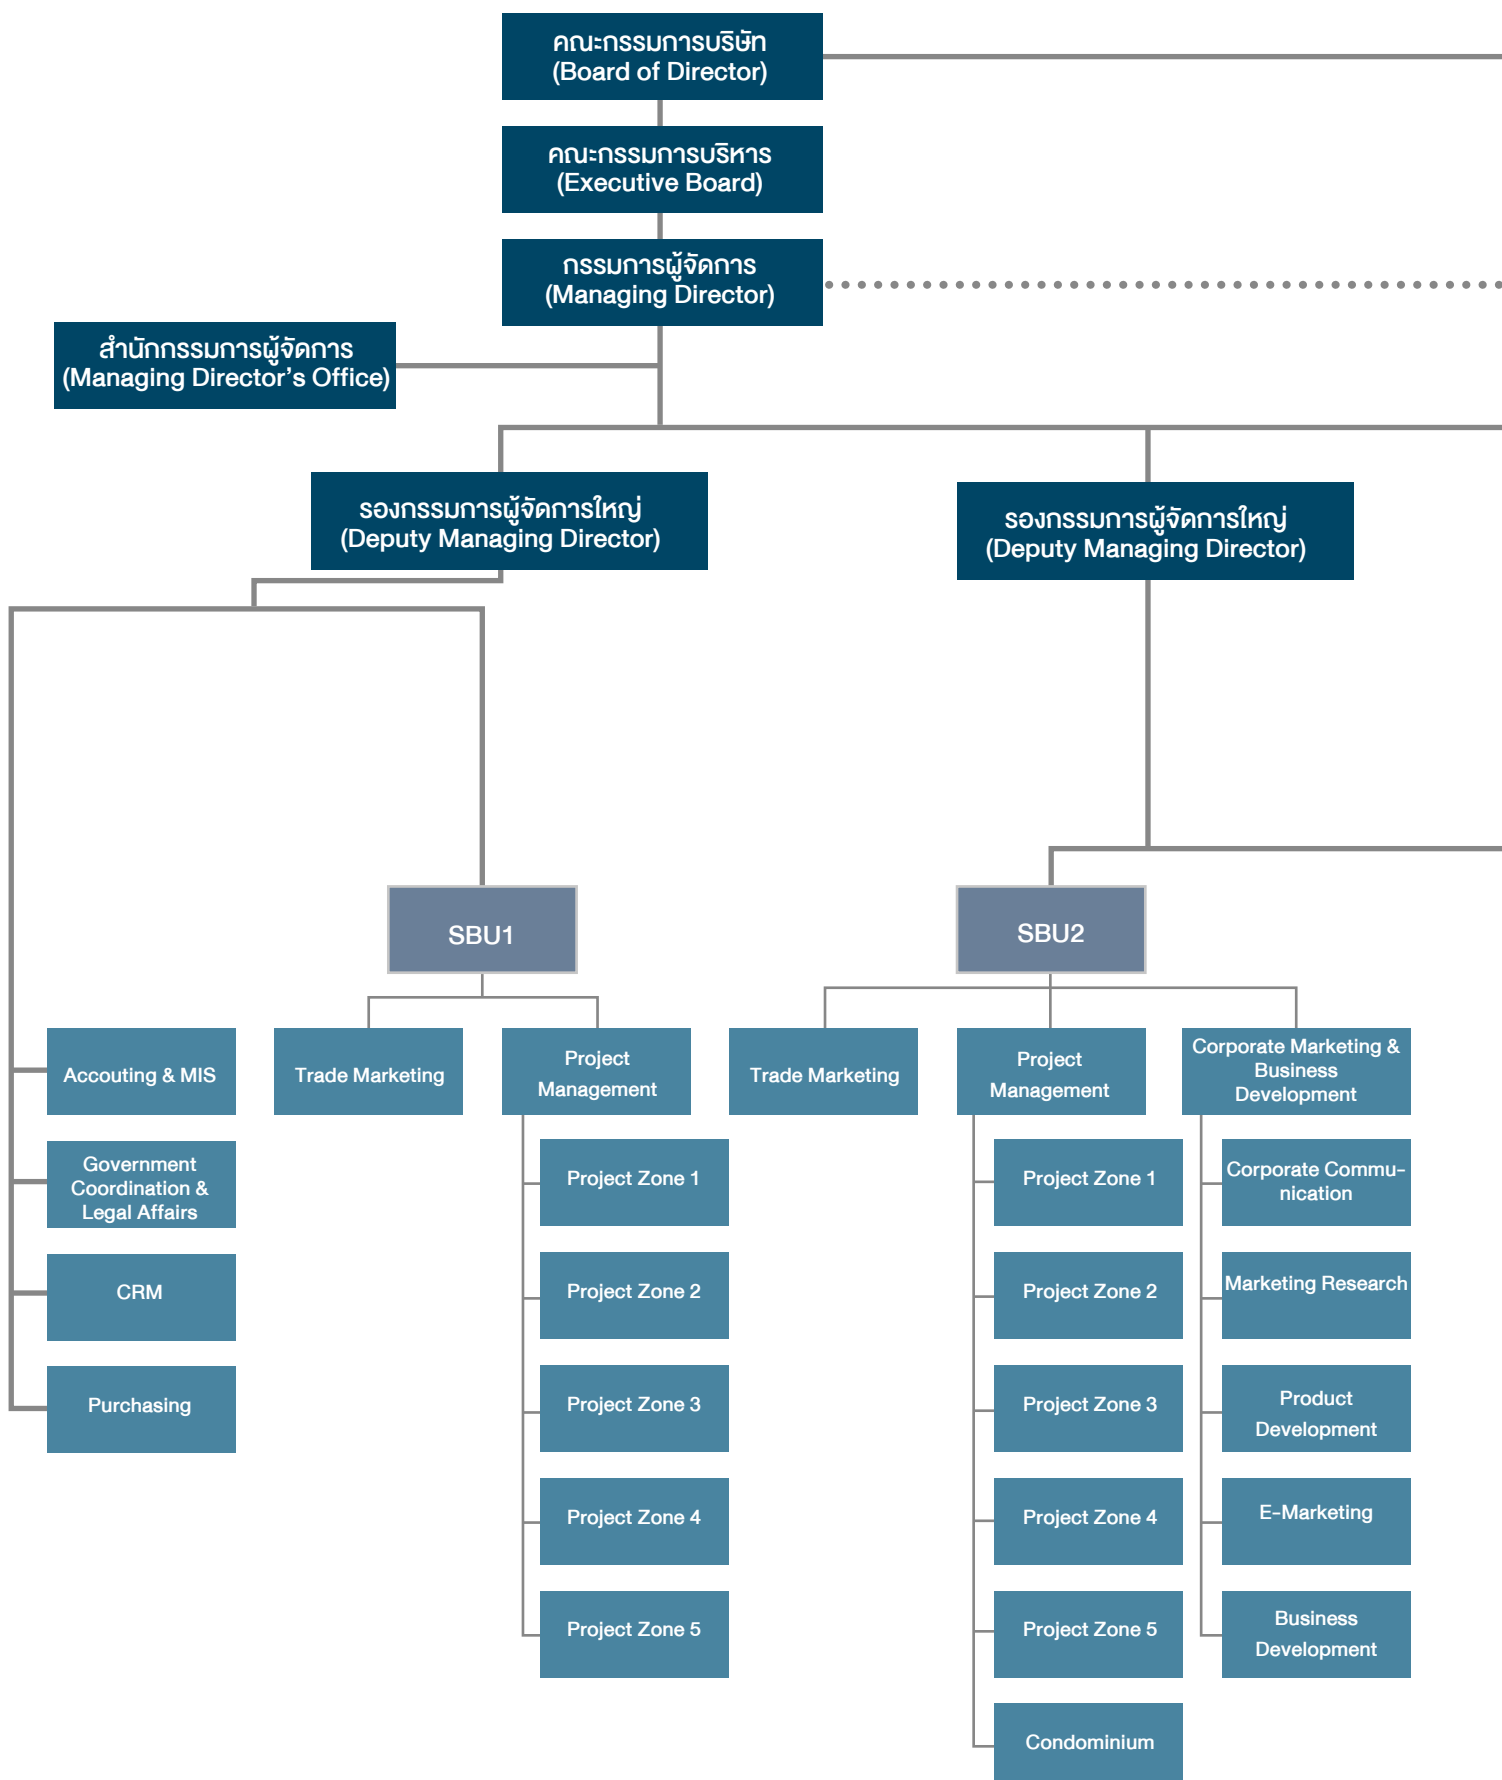 คณะกรรมการบริษัท
(Board of Director)
คณะกรรมการบริหาร
(Executive Board)
กรรมการผู้จัดการ
(Managing Director)
สำนักกรรมการผู้จัดการ
(Managing Director's Office)
รองกรรมการผู้จัดการใหญ่
(Deputy Managing Director)
รองกรรมการผู้จัดการใหญ่
(Deputy Managing Director)
SBU1
SBU2
Accouting & MIS
Government
Coordination &
Legal Affairs
CRM
Purchasing
Trade Marketing
Project
Management
Project Zone 1
Project Zone 2
Project Zone 3
Project Zone 4
Project Zone 5
Trade Marketing
Project
Management
Project Zone 1
Project Zone 2
Project Zone 3
Project Zone 4
Project Zone 5
Condominium
Corporate Marketing &
Business
Development
Corporate Commu-
nication
Marketing Research
Product
Development
E-Marketing
Business
Development